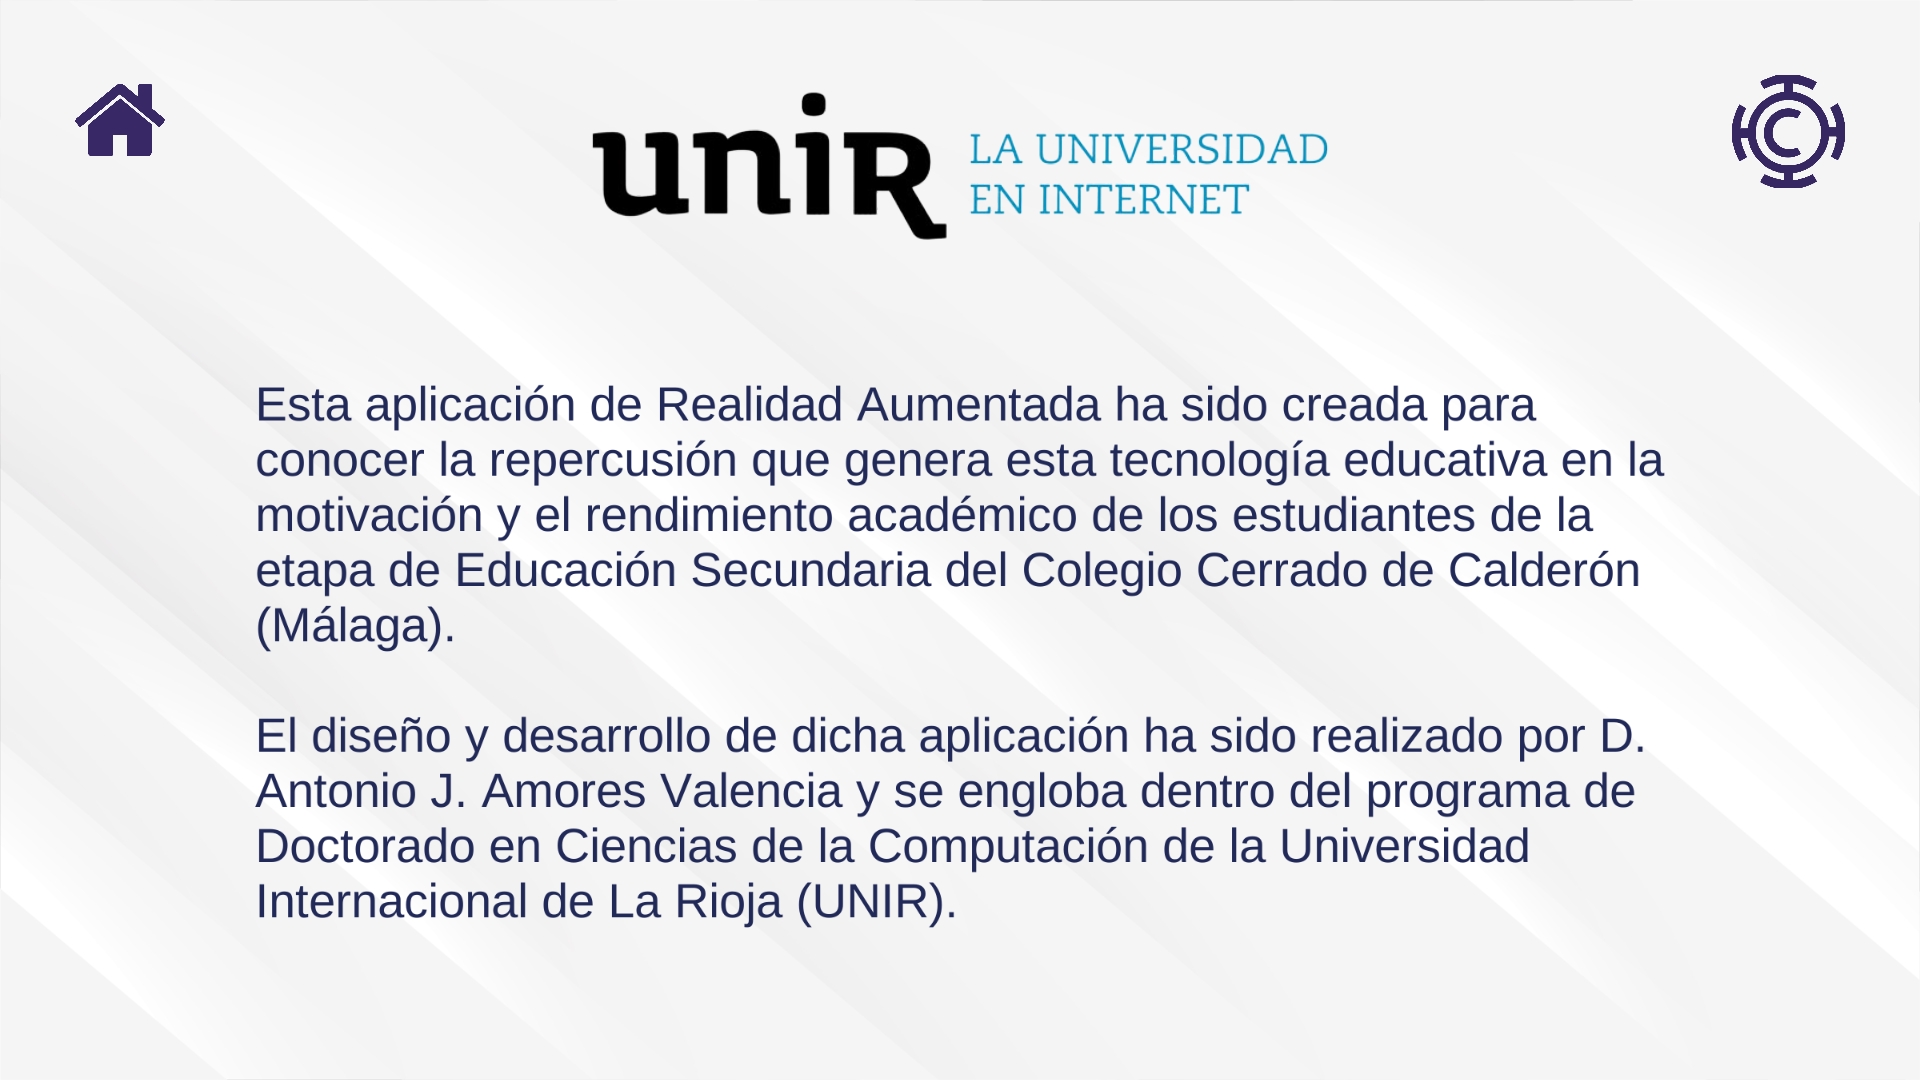 uniR
LA UNIVERSIDAD
EN INTERNET
Esta aplicación de Realidad Aumentada ha sido creada para
conocer la repercusión que genera esta tecnología educativa en la
motivación y el rendimiento académico de los estudiantes de la
etapa de Educación Secundaria del Colegio Cerrado de Calderón
(Málaga).
El diseño y desarrollo de dicha aplicación ha sido realizado por D.
Antonio J. Amores Valencia y se engloba dentro del programa de
Doctorado en Ciencias de la Computación de la Universidad
Internacional de La Rioja (UNIR).